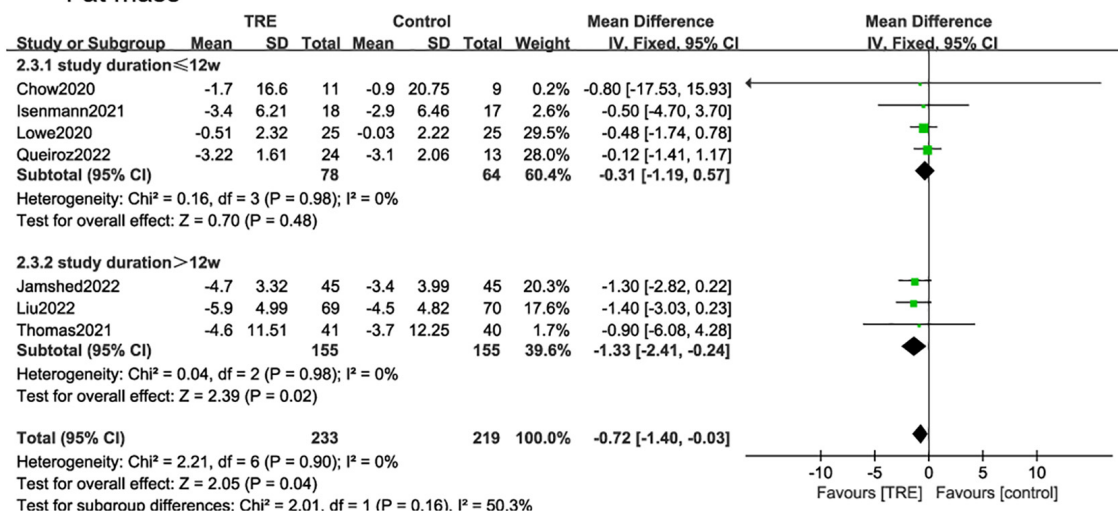 Fat mass
TRE Control Mean Difference Mean Difference
Study or Subgroup Mean SD Total Mean SD Total Weight IV, Fixed, 95% CI IV, Fixed, 95% CI
2.3.1 study duration≤12w
Chow2020 -1.7 16.6 11 -0.9 20.75 9 0.2% -0.80 [-17.53, 15.93]
Isenmann2021 -3.4 6.21 18 -2.9 6.46 17 2.6% -0.50 [-4.70, 3.70]
Lowe2020 -0.51 2.32 25 -0.03 2.22 25 29.5% -0.48 [-1.74, 0.78]
Queiroz2022 -3.22 1.61 24 -3.1 2.06 13 28.0% -0.12 [-1.41, 1.17]
Subtotal (95% CI) 78 64 60.4% -0.31 [-1.19, 0.57]
Heterogeneity: Chi² = 0.16, df = 3 (P = 0.98); I² = 0%
Test for overall effect: Z = 0.70 (P = 0.48)
2.3.2 study duration>12w
Jamshed2022 -4.7 3.32 45 -3.4 3.99 45 20.3% -1.30 [-2.82, 0.22]
Liu2022 -5.9 4.99 69 -4.5 4.82 70 17.6% -1.40 [-3.03, 0.23]
Thomas2021 -4.6 11.51 41 -3.7 12.25 40 1.7% -0.90 [-6.08, 4.28]
Subtotal (95% CI) 155 155 39.6% -1.33 [-2.41, -0.24]
Heterogeneity: Chi² = 0.04, df = 2 (P = 0.98); I² = 0%
Test for overall effect: Z = 2.39 (P = 0.02)
Total (95% CI) 233 219 100.0% -0.72 [-1.40, -0.03]
Heterogeneity: Chi² = 2.21, df = 6 (P = 0.90); I² = 0%
Test for overall effect: Z = 2.05 (P = 0.04)
Test for subgroup differences: Chi² = 2.01, df = 1 (P = 0.16), I² = 50.3%
-10 -5 0 5 10
Favours [TRE] Favours [control]